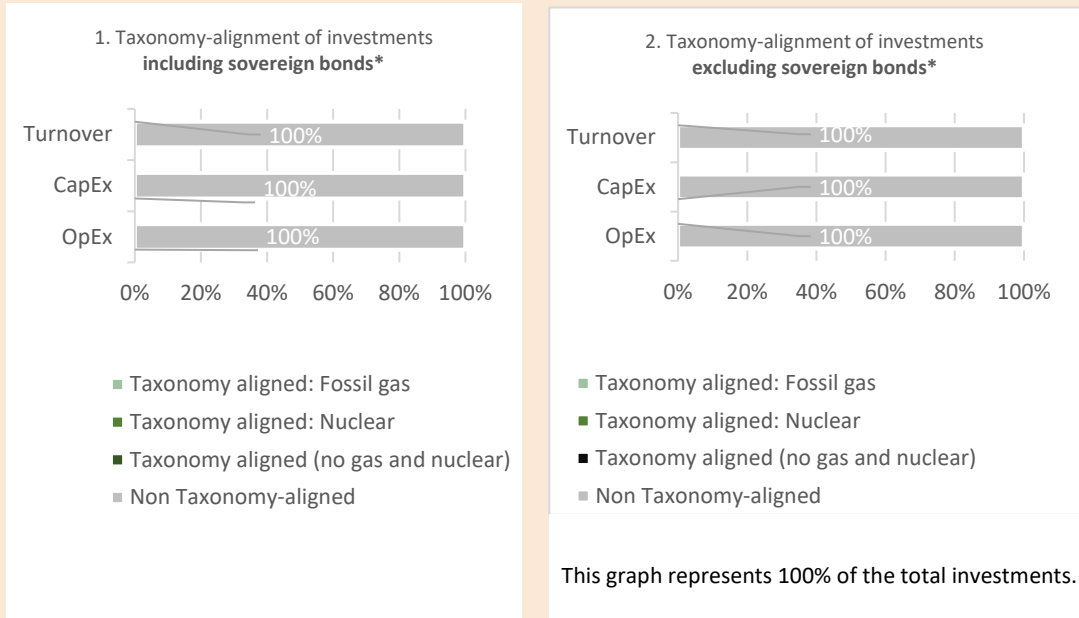 1. Taxonomy-alignment of investments
including sovereign bonds*
Turnover
100%
CapEx
100%
OpEx
100%
0% 20% 40% 60% 80% 100%
Taxonomy aligned: Fossil gas
Taxonomy aligned: Nuclear
Taxonomy aligned (no gas and nuclear)
Non Taxonomy-aligned
2. Taxonomy-alignment of investments
excluding sovereign bonds*
Turnover
100%
CapEx
100%
OpEx
100%
0% 20% 40% 60% 80% 100%
Taxonomy aligned: Fossil gas
Taxonomy aligned: Nuclear
Taxonomy aligned (no gas and nuclear)
Non Taxonomy-aligned
This graph represents 100% of the total investments.